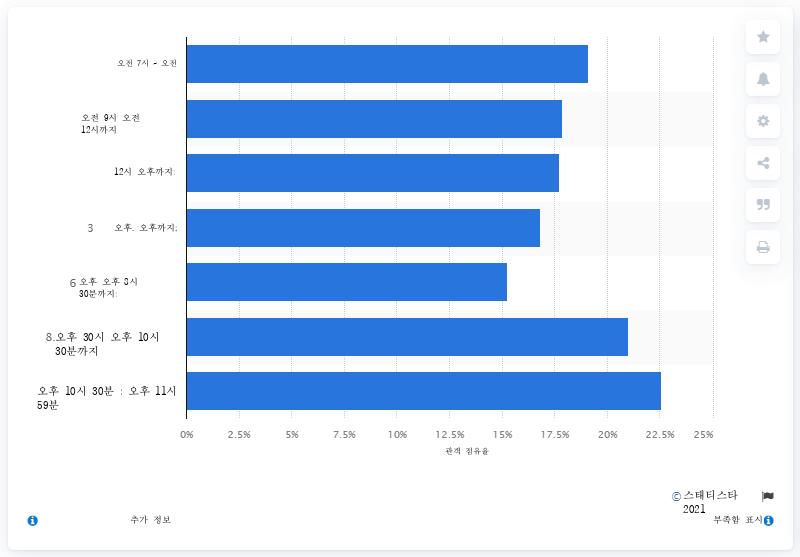 오전 7시 - 오전
오전 9시 오전
12시까지
12시 오후까지:
3 오후. 오후까지;
6 오후 오후 8시
30분까지:
8.오후 30시 오후 10시
30분까지
오후 10시 30분 : 오후 11시
59분
0% 2.5% 5% 7.5% 10% 12.5% 15% 17.5% 20% 22.5% 25%
관객 점유율
© 스태티스타
2021
추가 정보
부족함 표시